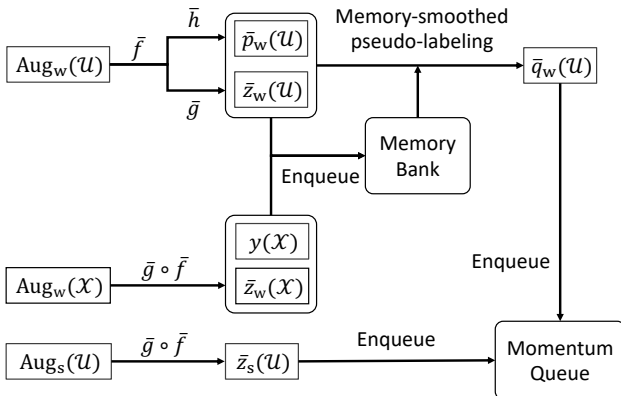 h̄
Memory-smoothed
pseudo-labeling
f̄
p̄_w(𝒰)
Aug_w(𝒰)
z̄_w(𝒰)
q̄_w(𝒰)
ḡ
Memory
Bank
Enqueue
y(𝒳)
ḡ ∘ f̄
Enqueue
Aug_w(𝒳)
z̄_w(𝒳)
ḡ ∘ f̄
Enqueue
Aug_s(𝒰)
z̄_s(𝒰)
Momentum
Queue